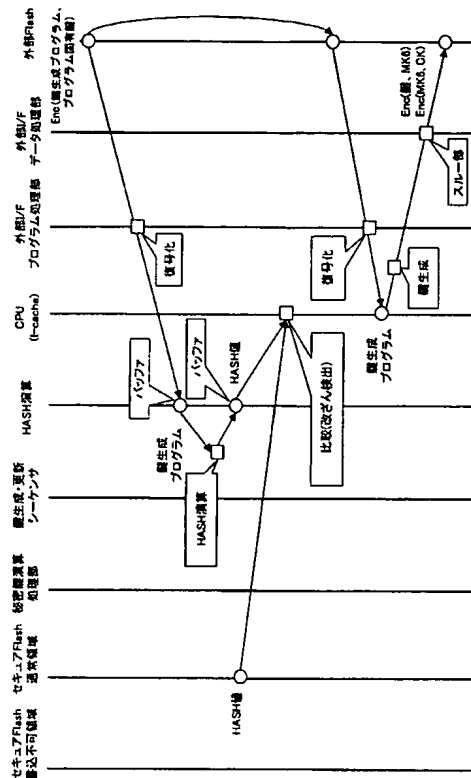 外部Flash
外部I/F
データ処理部
外部I/F
プログラム処理部
CPU
(I-cache)
HASH演算
鍵生成・更新
シーケンサ
秘密鍵演算
処理部
セキュアFlash
通常領域
セキュアFlash
書込不可領域
Enc(鍵生成プログラム、
プログラム固有鍵)
復号化
バッファ
鍵生成
プログラム
HASH演算
バッファ
HASH値
HASH値
比較(改ざん検出)
復号化
鍵生成
プログラム
鍵生成
スルー部
Enc(鍵、MK6)
Enc(MK6、CK)